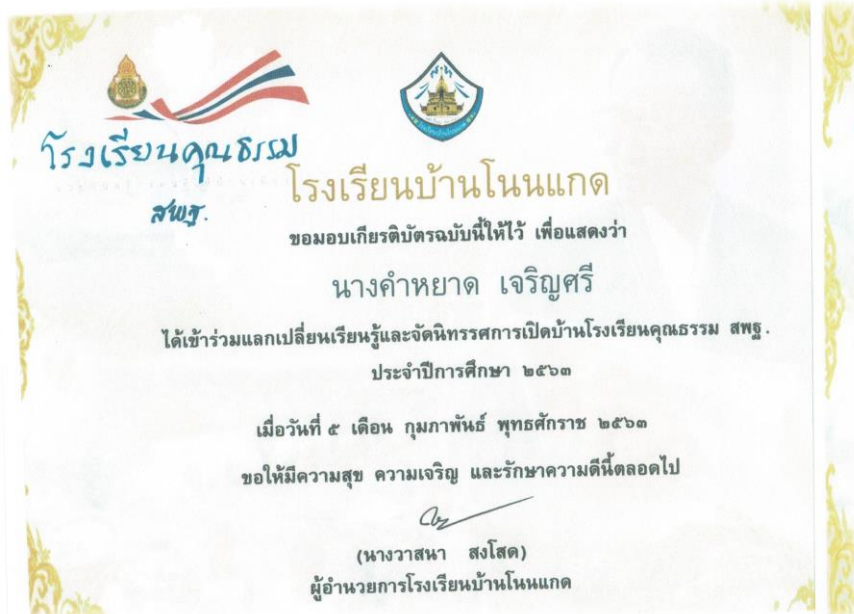 โรงเรียนคุณธรรม
สพฐ.
โรงเรียนบ้านโนนแกด
ขอมอบเกียรติบัตรฉบับนี้ให้ไว้ เพื่อแสดงว่า
นางคำหยาด เจริญศรี
ได้เข้าร่วมแลกเปลี่ยนเรียนรู้และจัดนิทรรศการเปิดบ้านโรงเรียนคุณธรรม สพฐ.
ประจำปีการศึกษา ๒๕๖๓
เมื่อวันที่ ๕ เดือน กุมภาพันธ์ พุทธศักราช ๒๕๖๓
ขอให้มีความสุข ความเจริญ และรักษาความดีนี้ตลอดไป
(นางวาสนา สงโสด)
ผู้อำนวยการโรงเรียนบ้านโนนแกด